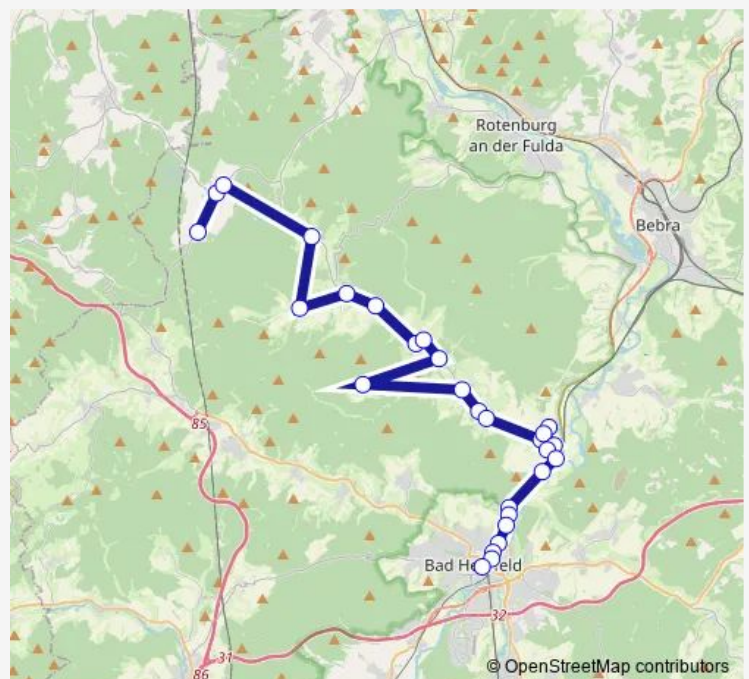 Rotenburg
an der Fulda
Bebra
85
Bad He feld
32
31
86
© OpenStreetMap contributors